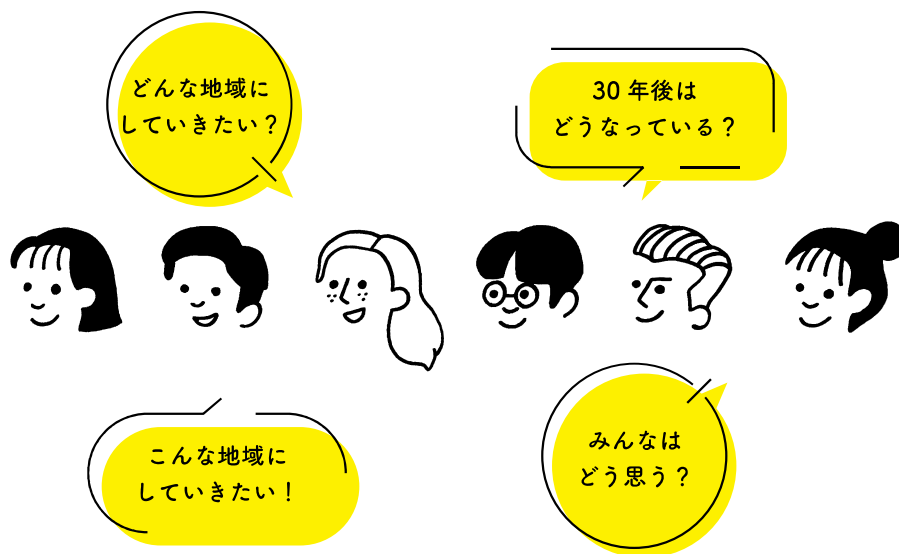 どんな地域に
していきたい？
30年後は
どうなっている？
こんな地域に
していきたい！
みんなは
どう思う？